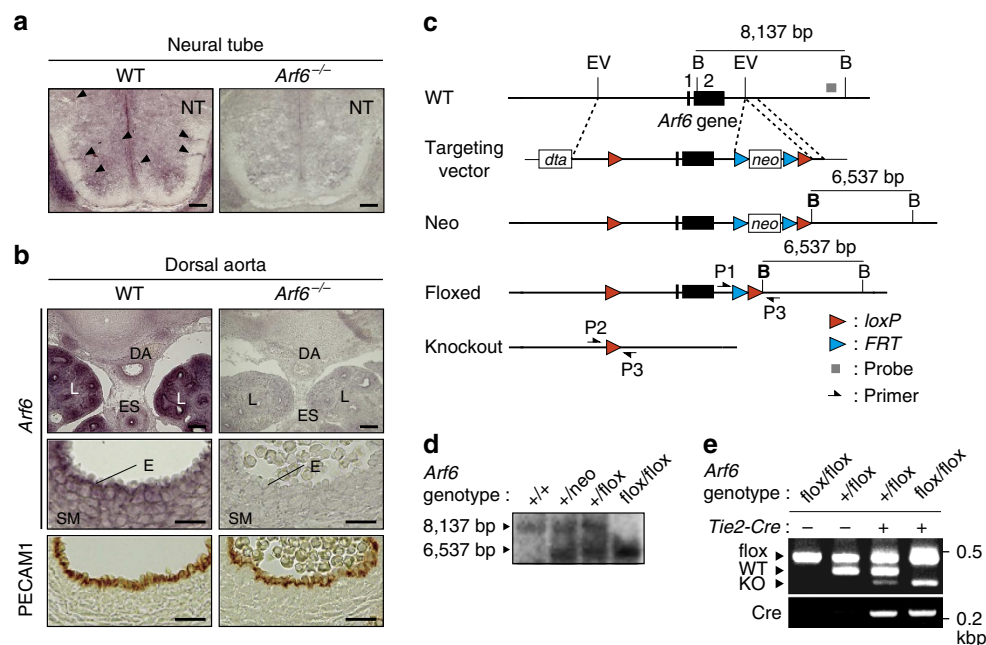 a
Neural tube
WT
Arf6–/–
NT
NT
b
Dorsal aorta
WT
Arf6–/–
Arf6
DA
L
L
ES
DA
L
L
ES
E
SM
E
SM
PECAM1
c
8,137 bp
EV
B
EV
B
1
2
WT
Arf6 gene
Targeting
vector
dta
neo
6,537 bp
B
B
Neo
neo
6,537 bp
P1
B
B
Floxed
P3
P2
Knockout
P3
: loxP
: FRT
: Probe
: Primer
d
Arf6
genotype :
+/+
+/neo
+/flox
flox/flox
8,137 bp
6,537 bp
e
Arf6
genotype :
flox/flox
+/flox
+/flox
flox/flox
Tie2-Cre : – – + +
flox
WT
KO
0.5
Cre
0.2
kbp